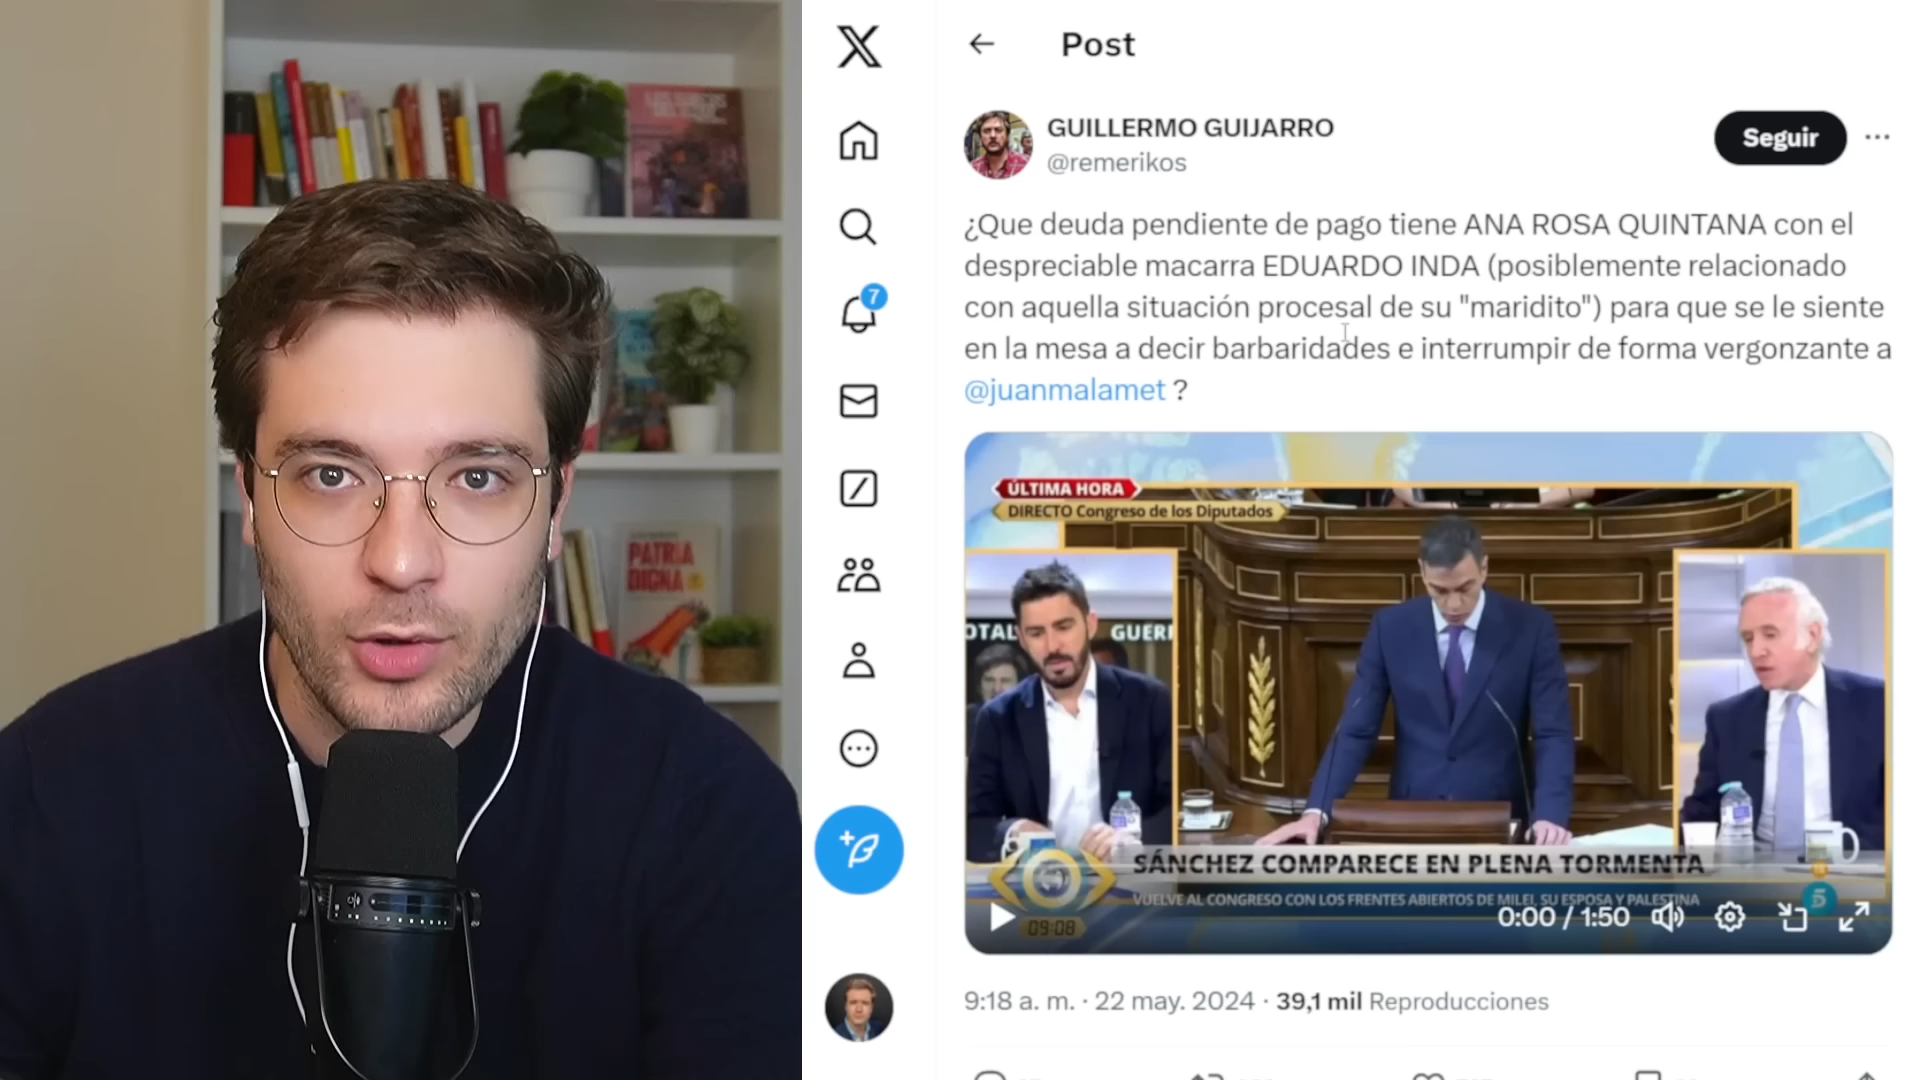 PATRIA
DIGNA
Post
GUILLERMO GUIJARRO
@remerikos
Seguir
7
¿Que deuda pendiente de pago tiene ANA ROSA QUINTANA con el
despreciable macarra EDUARDO INDA (posiblemente relacionado
con aquella situación procesal de su "maridito") para que se le siente
en la mesa a decir barbaridades e interrumpir de forma vergonzante a
@juanmalamet ?
ÚLTIMA HORA
DIRECTO Congreso de los Diputados
OTAL
GUER
SÁNCHEZ COMPARECE EN PLENA TORMENTA
VUELVE AL CONGRESO CON LOS FRENTES ABIERTOS DE MILEI, SU ESPOSA Y PALESTINA
5
09:08
0:00 / 1:50
9:18 a. m. · 22 may. 2024 · 39,1 mil Reproducciones